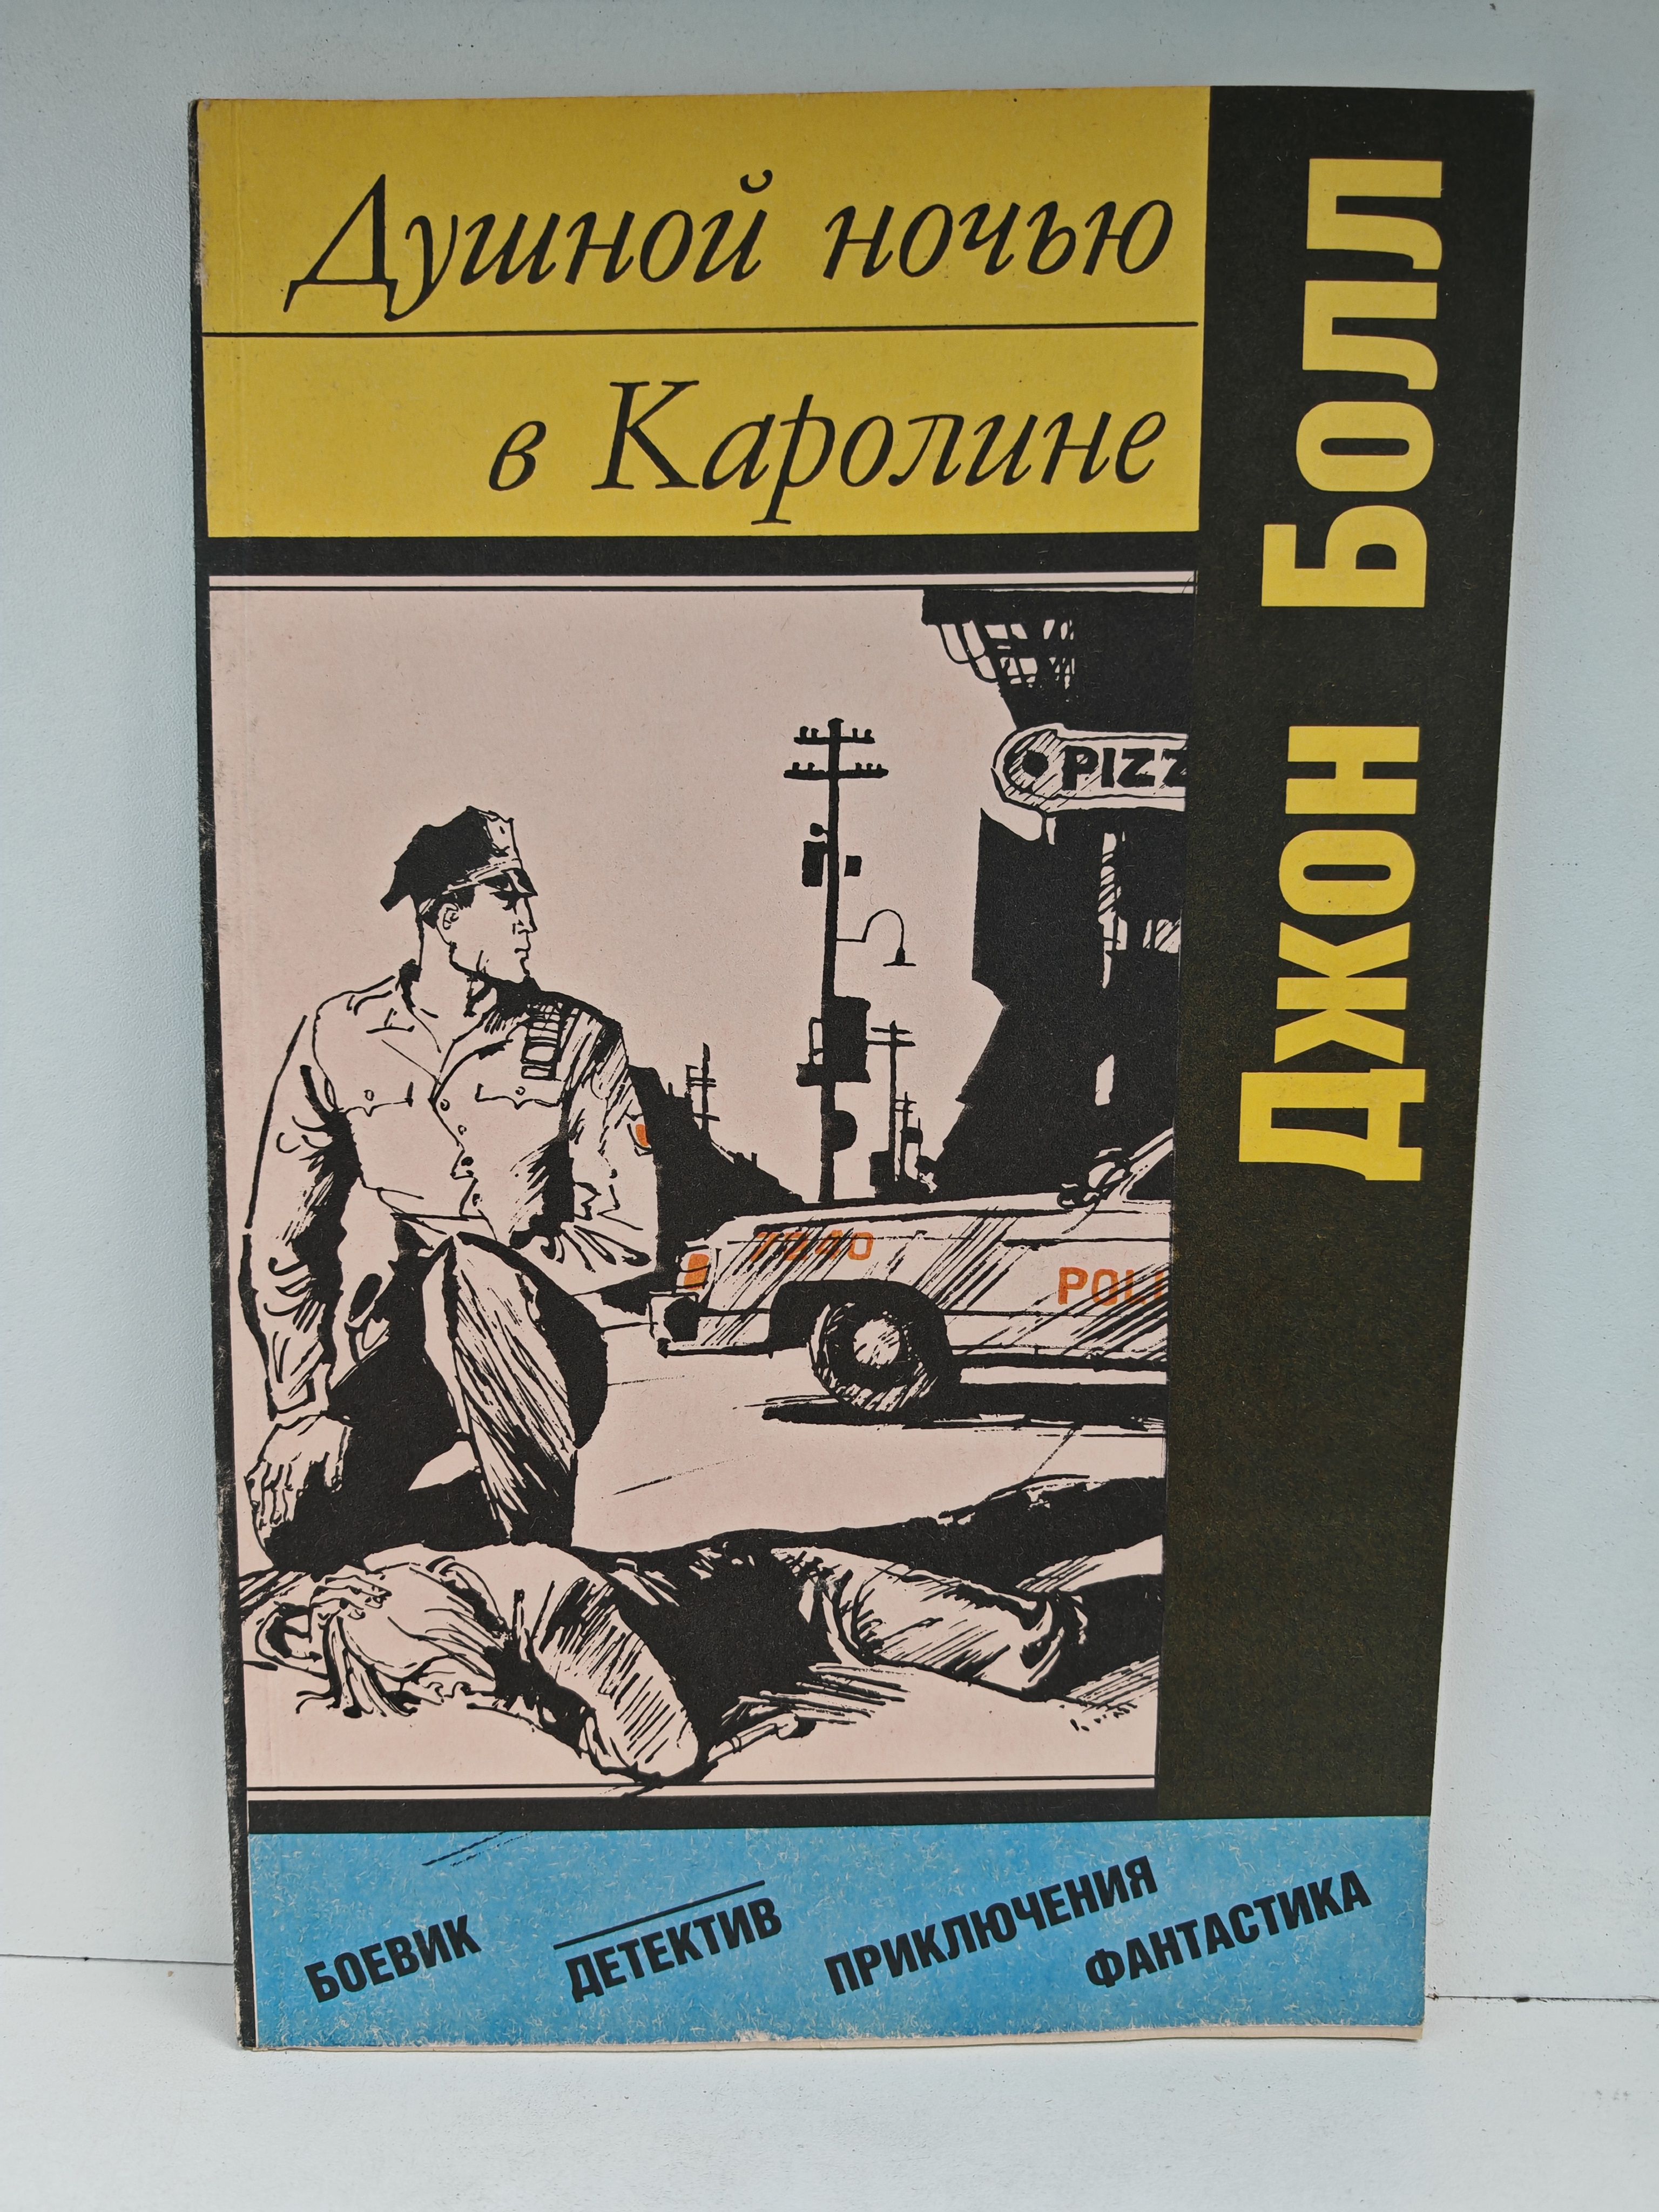 Душной ночью
в Каролине
ДЖОН БОЛЛ
PIZZ
POLI
БОЕВИК
ДЕТЕКТИВ
ПРИКЛЮЧЕНИЯ
ФАНТАСТИКА